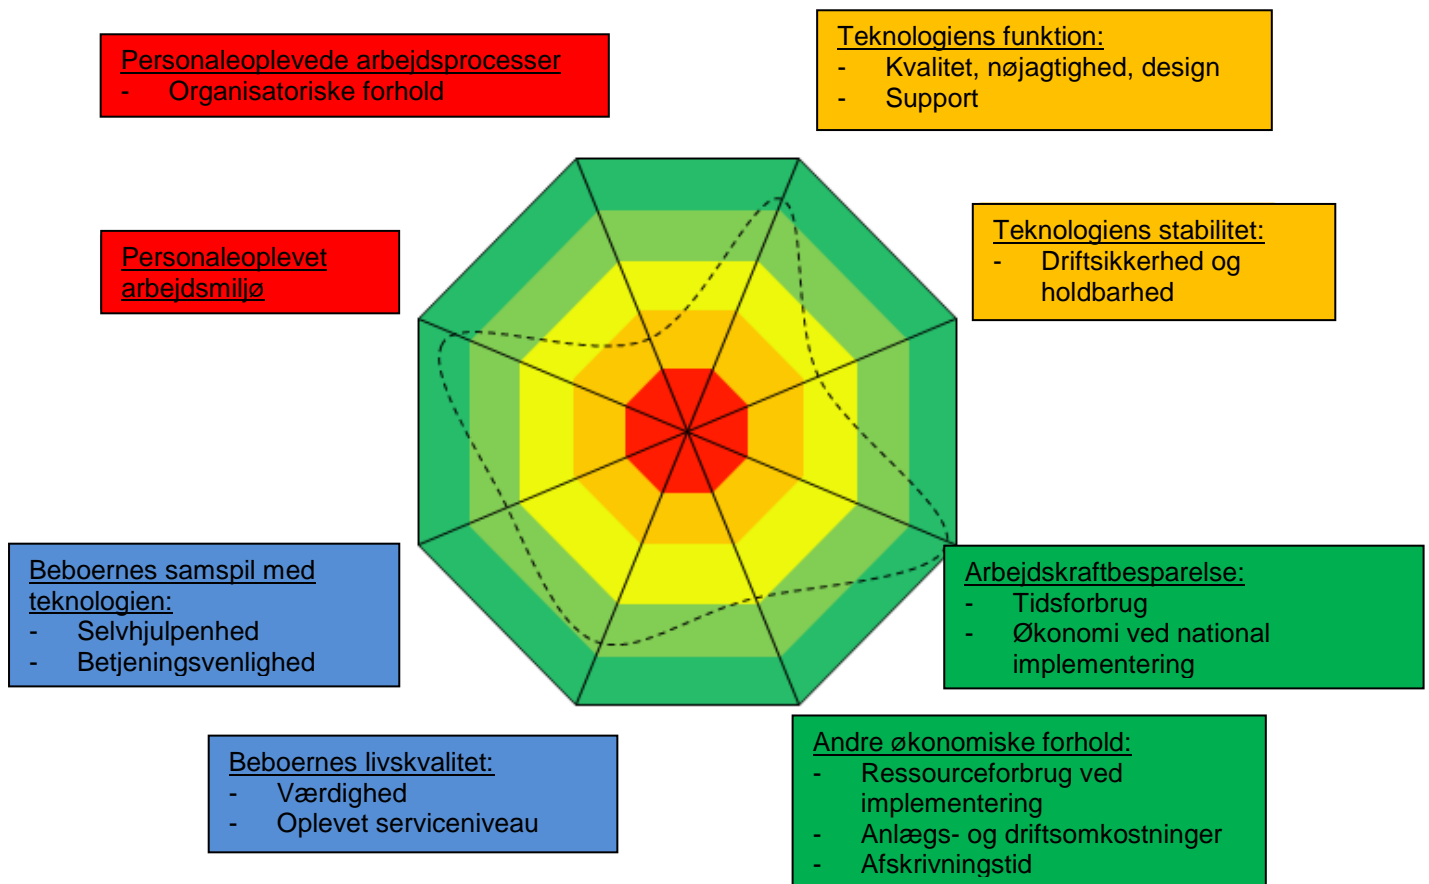 Personaleoplevede arbejdsprocesser
- Organisatoriske forhold
Teknologiens funktion:
- Kvalitet, nøjagtighed, design
- Support
Personaleoplevet
arbejdsmiljø
Teknologiens stabilitet:
- Driftsikkerhed og
holdbarhed
Beboernes samspil med
teknologien:
- Selvhjulpenhed
- Betjeningsvenlighed
Arbejdskraftbesparelse:
- Tidsforbrug
- Økonomi ved national
implementering
Beboernes livskvalitet:
- Værdighed
- Oplevet serviceniveau
Andre økonomiske forhold:
- Ressourceforbrug ved
implementering
- Anlægs- og driftsomkostninger
- Afskrivningstid